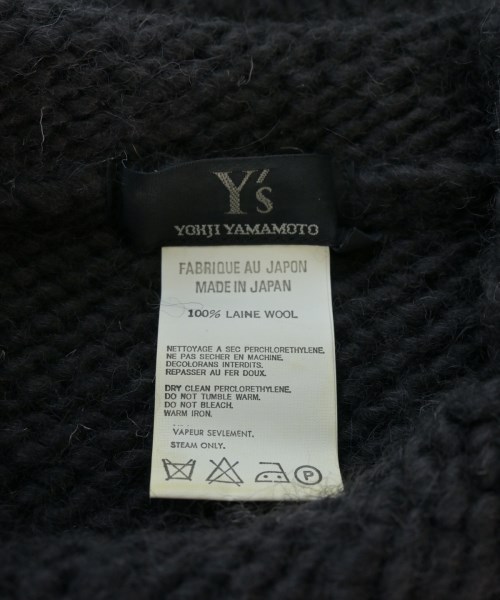 Y's
YOHJI YAMAMOTO
FABRIQUE AU JAPON
MADE IN JAPAN
100% LAINE WOOL
NETTOYAGE A SEC PERCHLORETHYLENE.
NE PAS SECHER EN MACHINE.
DECOLORANS INTERDITS.
REPASSER AU FER DOUX.
DRY CLEAN PERCLORETHYLENE.
DO NOT TUMBLE WARM.
DO NOT BLEACH.
WARM IRON.
VAPEUR SEVLEMENT.
STEAM ONLY.
P